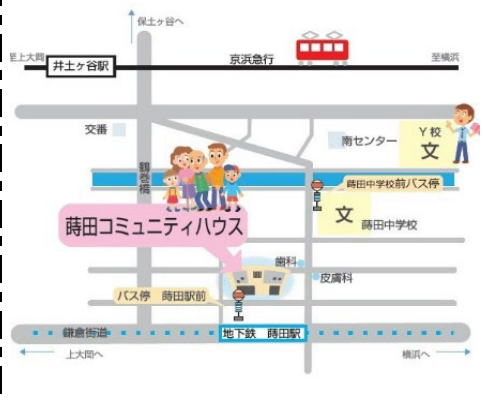 保土ヶ谷へ
至上大岡
井土ヶ谷駅
京浜急行
至横浜
交番
南センター
Y校
文
鶴巻橋
蒔田中学校前バス停
文
蒔田中学校
蒔田コミュニティハウス
歯科
皮膚科
バス停 蒔田駅前
鎌倉街道
地下鉄 蒔田駅
上大岡へ
横浜へ